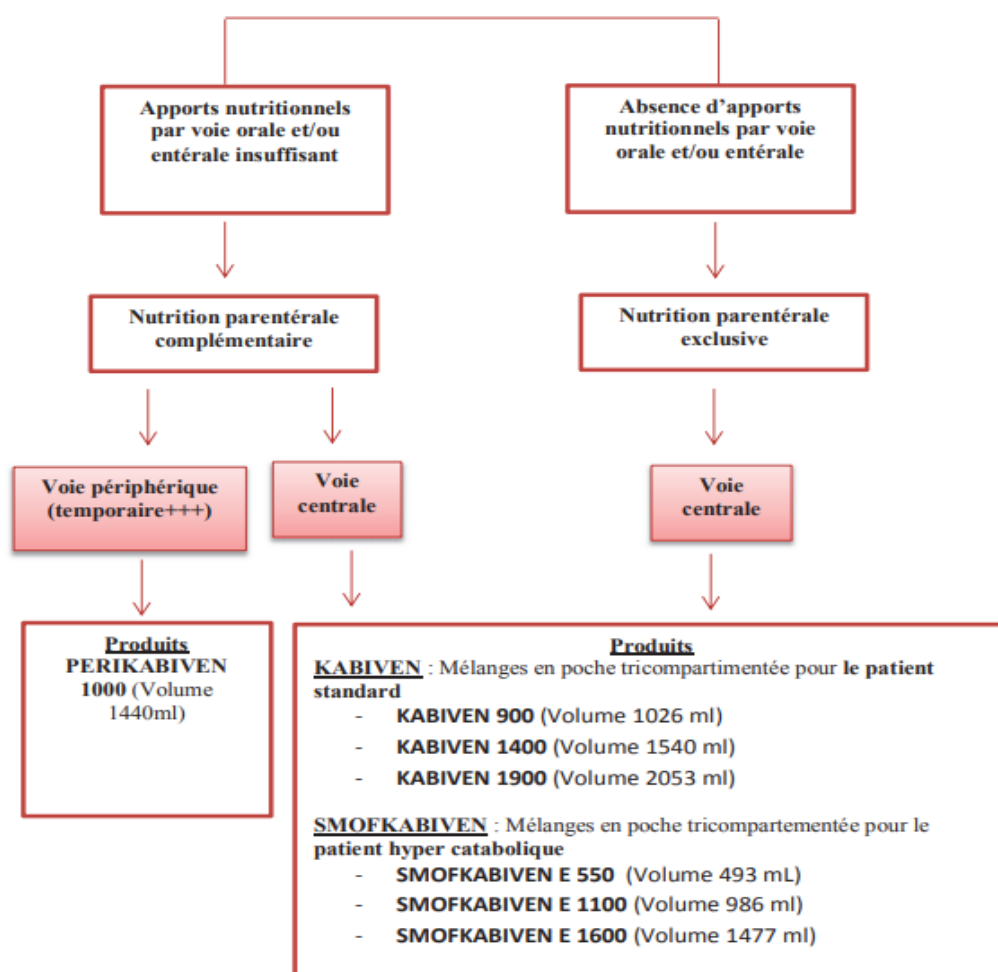 Apports nutritionnels
par voie orale et/ou
entérale insuffisant
Absence d'apports
nutritionnels par voie
orale et/ou entérale
Nutrition parentérale
complémentaire
Nutrition parentérale
exclusive
Voie périphérique
(temporaire+++)
Voie
centrale
Voie
centrale
Produits
PERIKABIVEN
1000 (Volume
1440ml)
Produits
KABIVEN : Mélanges en poche tricompartimentée pour le patient
standard
- KABIVEN 900 (Volume 1026 ml)
- KABIVEN 1400 (Volume 1540 ml)
- KABIVEN 1900 (Volume 2053 ml)
SMOFKABIVEN : Mélanges en poche tricompartementée pour le
patient hyper catabolique
- SMOFKABIVEN E 550 (Volume 493 mL)
- SMOFKABIVEN E 1100 (Volume 986 ml)
- SMOFKABIVEN E 1600 (Volume 1477 ml)